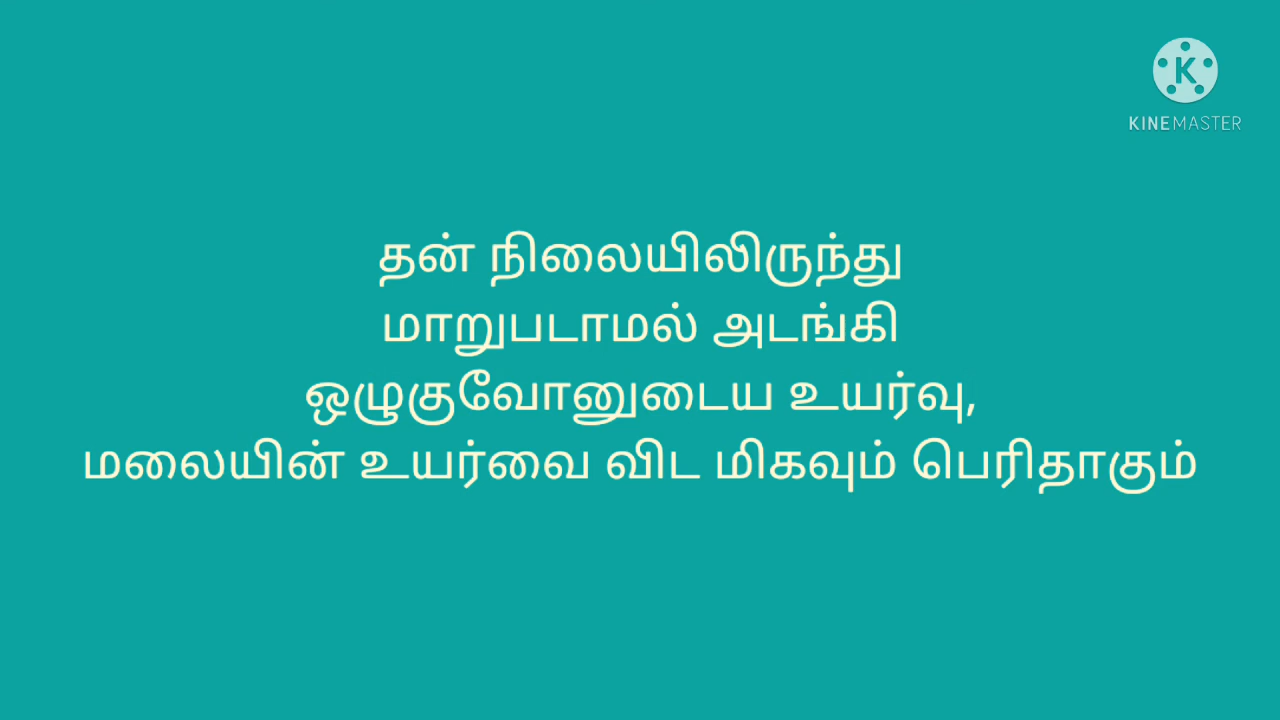 KINEMASTER
தன் நிலையிலிருந்து
மாறுபடாமல் அடங்கி
ஒழுகுவோனுடைய உயர்வு,
மலையின் உயர்வை விட மிகவும் பெரிதாகும்